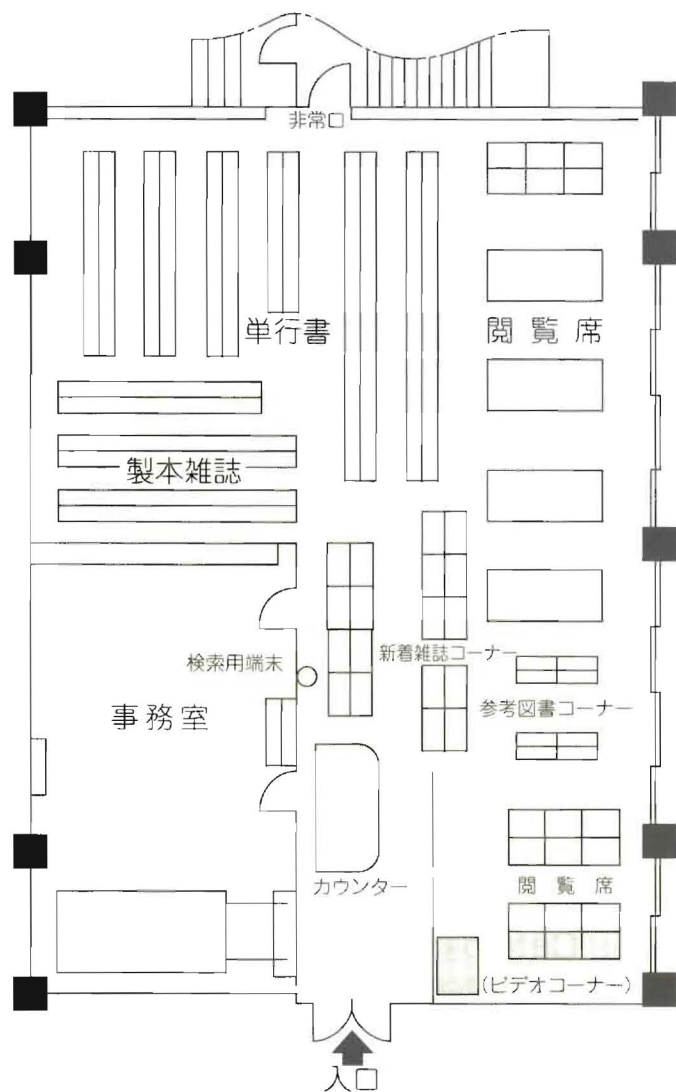 非常口
単行書
閲覧席
製本雑誌
検索用端末
新着雑誌コーナー
参考図書コーナー
事務室
カウンター
閲覧席
(ビデオコーナー)
入口